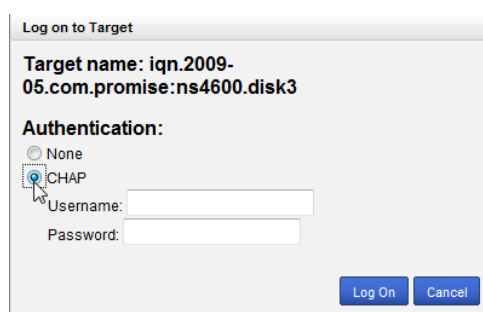 Log on to Target
Target name: iqn.2009-
05.com.promise:ns4600.disk3
Authentication:
None
CHAP
Username:
Password:
Log On Cancel